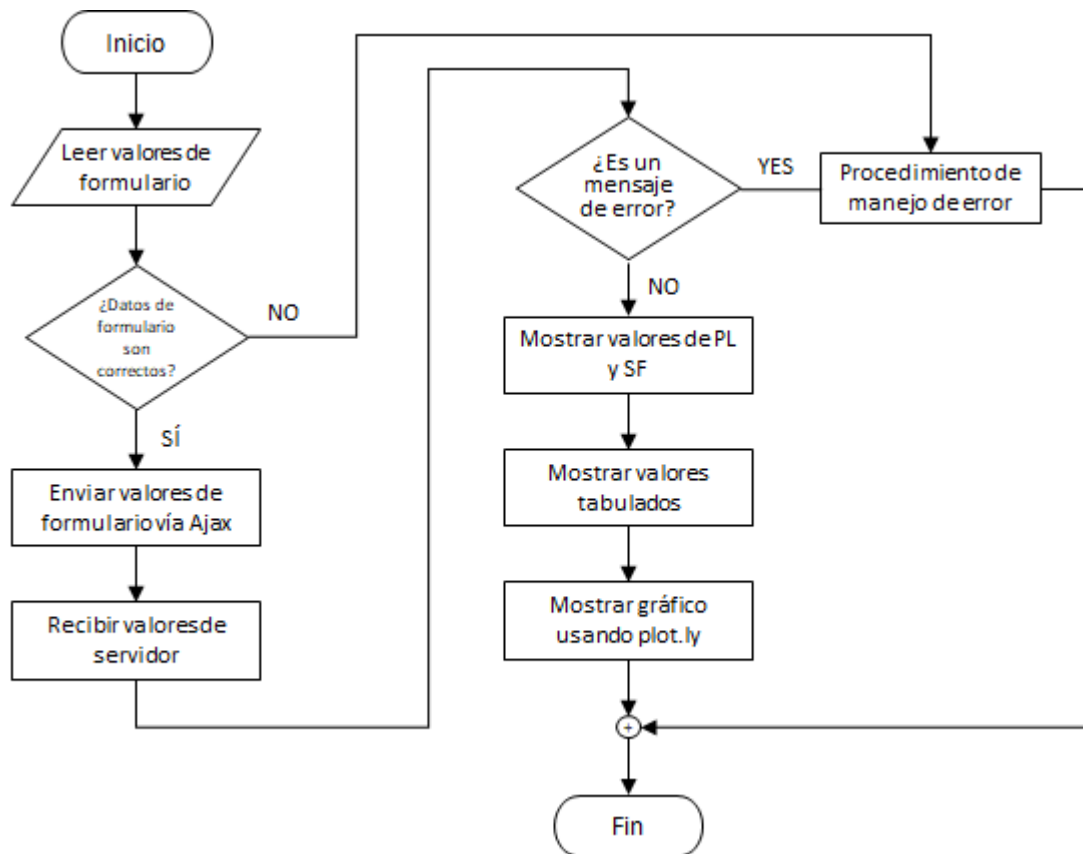 Inicio
Leer valores de
formulario
¿Datos de
formulario
son
correctos?
NO
SÍ
Enviar valores de
formulario vía Ajax
Recibir valores de
servidor
¿Es un
mensaje
de error?
YES
Procedimiento de
manejo de error
NO
Mostrar valores de PL
y SF
Mostrar valores
tabulados
Mostrar gráfico
usando plot.ly
+
Fin